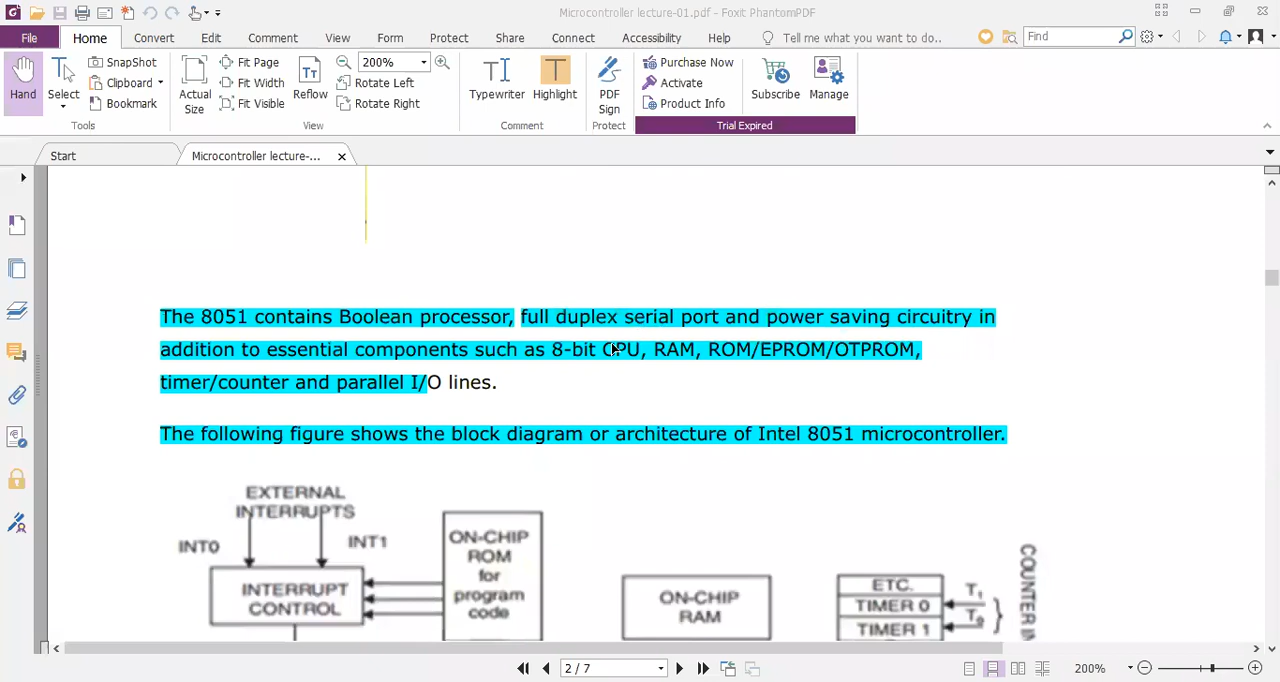 Microcontroller lecture-01.pdf - Foxit PhantomPDF
File Home Convert Edit Comment View Form Protect Share Connect Accessibility Help Tell me what you want to do.. Find
Hand
Select
SnapShot
Clipboard
Bookmark
Tools
Actual
Size
Fit Page
Fit Width
Fit Visible
Reflow
200%
Rotate Left
Rotate Right
View
Typewriter
Highlight
Comment
PDF
Sign
Protect
Purchase Now
Activate
Product Info
Subscribe
Manage
Trial Expired
Start
Microcontroller lecture-...
The 8051 contains Boolean processor, full duplex serial port and power saving circuitry in
addition to essential components such as 8-bit CPU, RAM, ROM/EPROM/OTPROM,
timer/counter and parallel I/O lines.
The following figure shows the block diagram or architecture of Intel 8051 microcontroller.
EXTERNAL
INTERRUPTS
INT0
INT1
INTERRUPT
CONTROL
ON-CHIP
ROM
for
program
code
ON-CHIP
RAM
ETC.
TIMER 0
TIMER 1
T1
COUNTER IN
2 / 7
200%